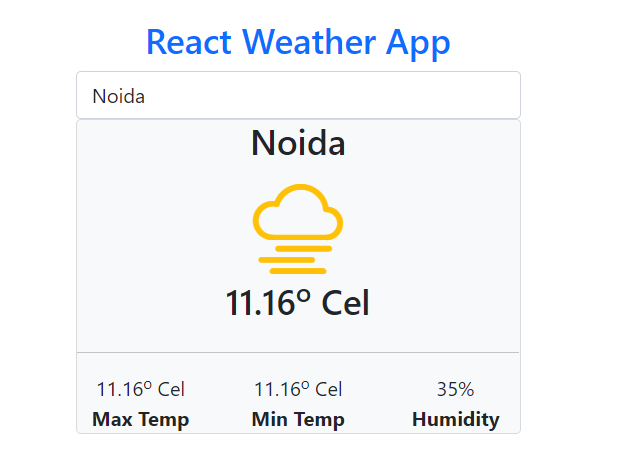 React Weather App
Noida
Noida
11.16° Cel
11.16° Cel 11.16° Cel 35%
Max Temp Min Temp Humidity